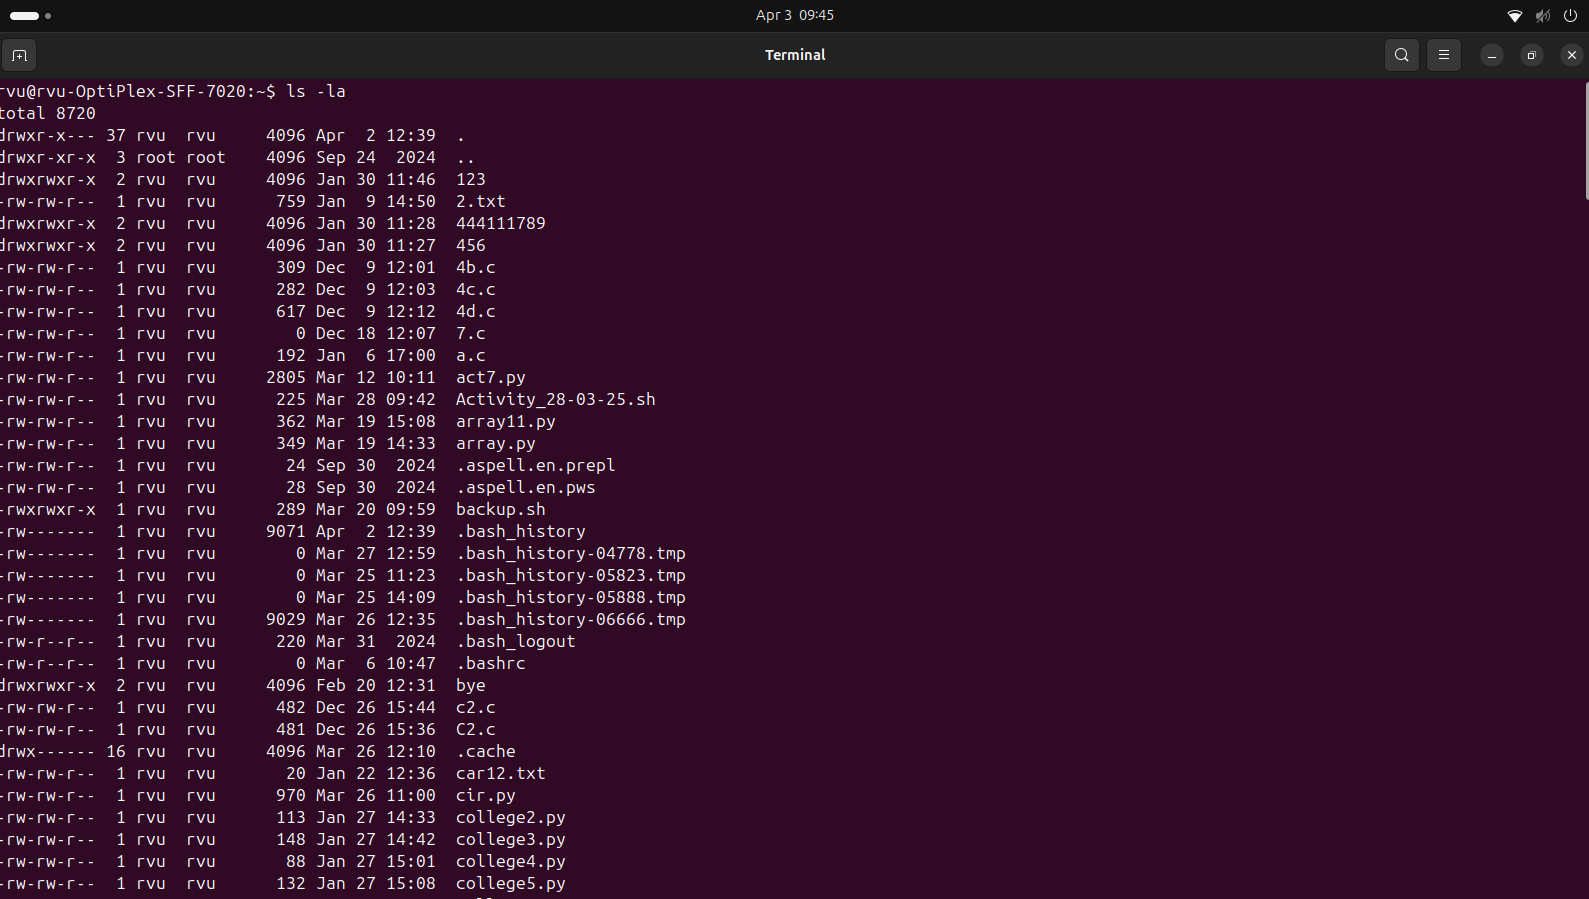 Apr 3 09:45
Terminal
rvu@rvu-OptiPlex-SFF-7020:~$ ls -la
total 8720
drwxr-x--- 37 rvu  rvu     4096 Apr  2 12:39  .
drwxr-xr-x  3 root root    4096 Sep 24  2024  ..
drwxrwxr-x  2 rvu  rvu     4096 Jan 30 11:46  123
-rw-rw-r--  1 rvu  rvu      759 Jan  9 14:50  2.txt
drwxrwxr-x  2 rvu  rvu     4096 Jan 30 11:28  444111789
drwxrwxr-x  2 rvu  rvu     4096 Jan 30 11:27  456
-rw-rw-r--  1 rvu  rvu      309 Dec  9 12:01  4b.c
-rw-rw-r--  1 rvu  rvu      282 Dec  9 12:03  4c.c
-rw-rw-r--  1 rvu  rvu      617 Dec  9 12:12  4d.c
-rw-rw-r--  1 rvu  rvu        0 Dec 18 12:07  7.c
-rw-rw-r--  1 rvu  rvu      192 Jan  6 17:00  a.c
-rw-rw-r--  1 rvu  rvu     2805 Mar 12 10:11  act7.py
-rw-rw-r--  1 rvu  rvu      225 Mar 28 09:42  Activity_28-03-25.sh
-rw-rw-r--  1 rvu  rvu      362 Mar 19 15:08  array11.py
-rw-rw-r--  1 rvu  rvu      349 Mar 19 14:33  array.py
-rw-rw-r--  1 rvu  rvu       24 Sep 30  2024  .aspell.en.prepl
-rw-rw-r--  1 rvu  rvu       28 Sep 30  2024  .aspell.en.pws
-rwxrwxr-x  1 rvu  rvu      289 Mar 20 09:59  backup.sh
-rw-------  1 rvu  rvu     9071 Apr  2 12:39  .bash_history
-rw-------  1 rvu  rvu        0 Mar 27 12:59  .bash_history-04778.tmp
-rw-------  1 rvu  rvu        0 Mar 25 11:23  .bash_history-05823.tmp
-rw-------  1 rvu  rvu        0 Mar 25 14:09  .bash_history-05888.tmp
-rw-------  1 rvu  rvu     9029 Mar 26 12:35  .bash_history-06666.tmp
-rw-r--r--  1 rvu  rvu      220 Mar 31  2024  .bash_logout
-rw-r--r--  1 rvu  rvu        0 Mar  6 10:47  .bashrc
drwxrwxr-x  2 rvu  rvu     4096 Feb 20 12:31  bye
-rw-rw-r--  1 rvu  rvu      482 Dec 26 15:44  c2.c
-rw-rw-r--  1 rvu  rvu      481 Dec 26 15:36  C2.c
drwx------ 16 rvu  rvu     4096 Mar 26 12:10  .cache
-rw-rw-r--  1 rvu  rvu       20 Jan 22 12:36  car12.txt
-rw-rw-r--  1 rvu  rvu      970 Mar 26 11:00  cir.py
-rw-rw-r--  1 rvu  rvu      113 Jan 27 14:33  college2.py
-rw-rw-r--  1 rvu  rvu      148 Jan 27 14:42  college3.py
-rw-rw-r--  1 rvu  rvu       88 Jan 27 15:01  college4.py
-rw-rw-r--  1 rvu  rvu      132 Jan 27 15:08  college5.py